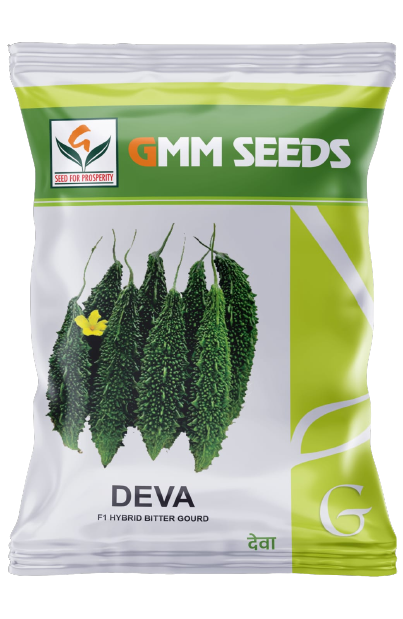 SEED FOR PROSPERITY
GMM SEEDS
DEVA
F1 HYBRID BITTER GOURD
देवा
G